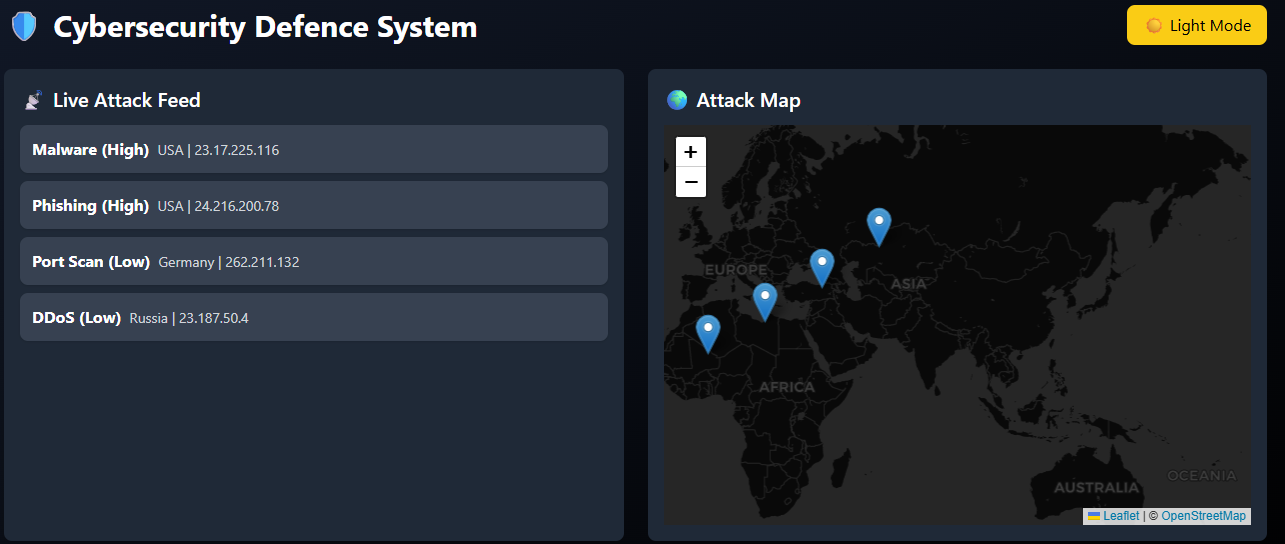 Cybersecurity Defence System
Light Mode
Live Attack Feed
Malware (High) USA | 23.17.225.116
Phishing (High) USA | 24.216.200.78
Port Scan (Low) Germany | 262.211.132
DDoS (Low) Russia | 23.187.50.4
Attack Map
+
−
EUROPE
ASIA
AFRICA
OCEANIA
AUSTRALIA
Leaflet | © OpenStreetMap